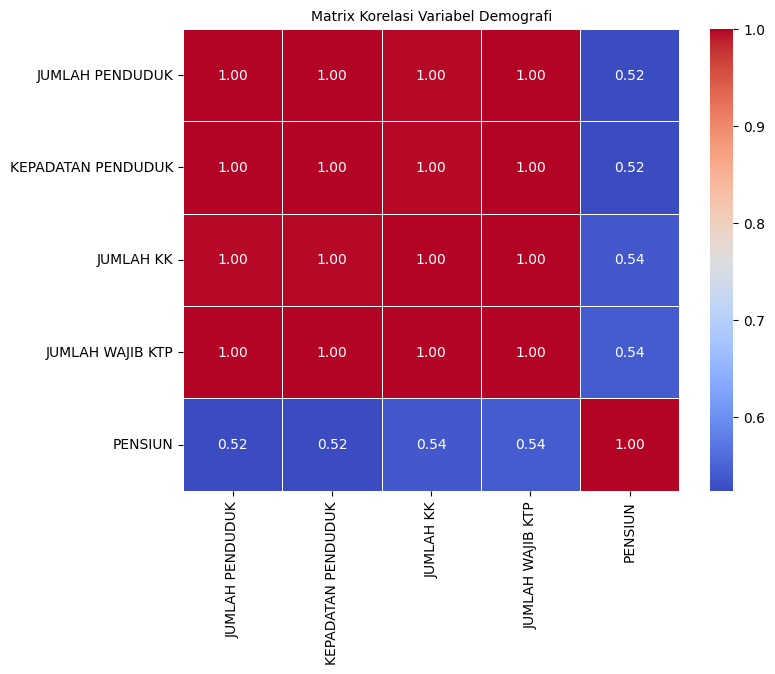 Matrix Korelasi Variabel Demografi
JUMLAH PENDUDUK
1.00 1.00 1.00 1.00 0.52
KEPADATAN PENDUDUK
1.00 1.00 1.00 1.00 0.52
JUMLAH KK
1.00 1.00 1.00 1.00 0.54
JUMLAH WAJIB KTP
1.00 1.00 1.00 1.00 0.54
PENSIUN
0.52 0.52 0.54 0.54 1.00
JUMLAH PENDUDUK
KEPADATAN PENDUDUK
JUMLAH KK
JUMLAH WAJIB KTP
PENSIUN
1.0
0.9
0.8
0.7
0.6